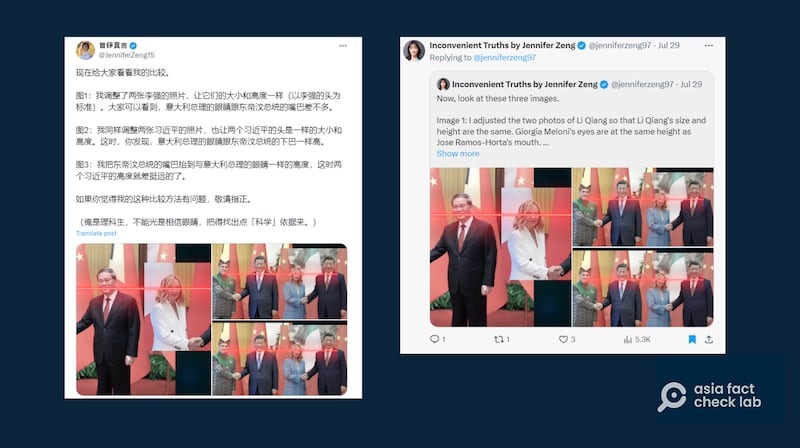 曾錚真言
@JenniferZeng15
现在给大家看看我的比较。
图1：我调整了两张李强的照片，让它们的大小和高度一样（以李强的头为
标准）。大家可以看到，意大利总理的眼睛跟东帝汶总统的嘴巴差不多。
图2：我同样调整两张习近平的照片，也让两个习近平的头是一样的大小和
高度。这时，你发现，意大利总理的眼睛跟东帝汶总统的下巴一样高。
图3：我把东帝汶总统的嘴巴抬到与意大利总理的眼睛一样的高度，这时两
个习近平的高度就差挺远的了。
如果你觉得我的这种比较方法有问题，敬请指正。
（俺是理科生，不能光是相信眼睛，把得找出点「科学」依据来。）
Translate post
Inconvenient Truths by Jennifer Zeng @jenniferzeng97 · Jul 29
Replying to @jenniferzeng97
Inconvenient Truths by Jennifer Zeng @jenniferzeng97 · Jul 29
Now, look at these three images.
Image 1: I adjusted the two photos of Li Qiang so that Li Qiang's size and
height are the same. Giorgia Meloni's eyes are at the same height as
Jose Ramos-Horta's mouth. ...
Show more
1
1
3
5.3K
asia fact
check lab